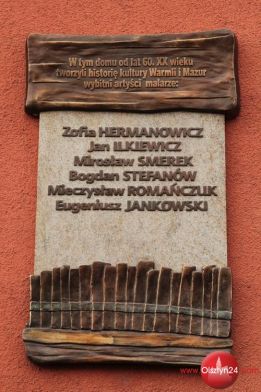 W tym domu od lat 60. XX wieku
tworzyli historię kultury Warmii i Mazur
wybitni artyści malarze:
Zofia HERMANOWICZ
Jan ILKIEWICZ
Mirosław SMEREK
Bogdan STEFANÓW
Mieczysław ROMAŃCZUK
Eugeniusz JANKOWSKI
Olsztyn24.com